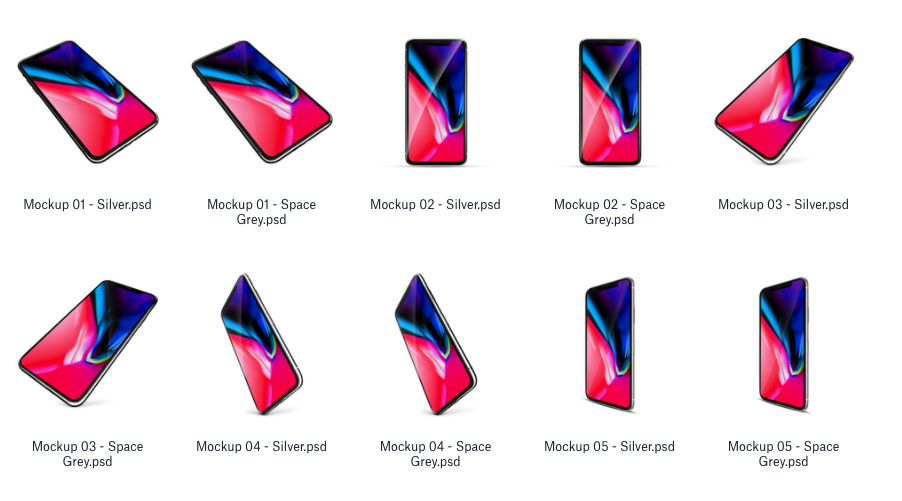 Mockup 01 - Silver.psd
Mockup 01 - Space
Grey.psd
Mockup 02 - Silver.psd
Mockup 02 - Space
Grey.psd
Mockup 03 - Silver.psd
Mockup 03 - Space
Grey.psd
Mockup 04 - Silver.psd
Mockup 04 - Space
Grey.psd
Mockup 05 - Silver.psd
Mockup 05 - Space
Grey.psd